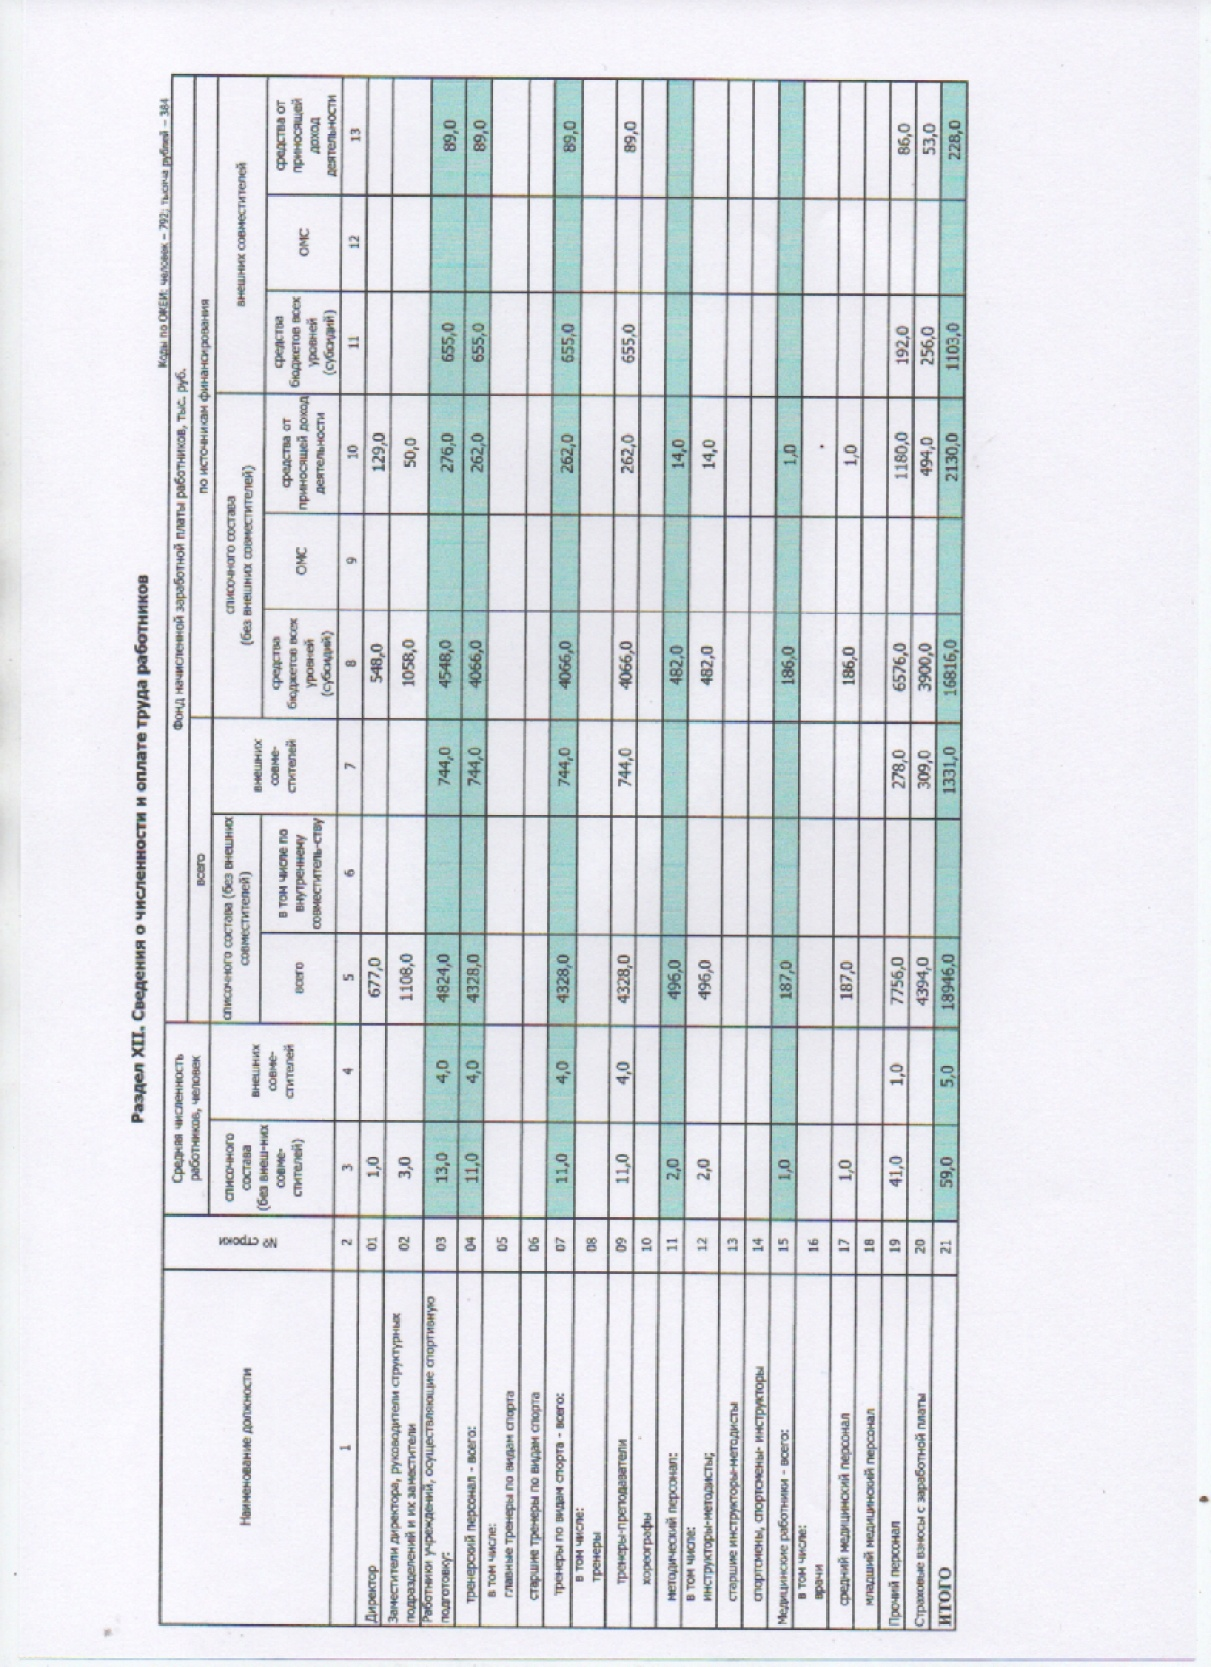 Раздел XII. Сведения о численности и оплате труда работников
Коды по ОКЕИ: человек – 792; тысяча рублей – 384
Наименование должности
№ строки
Средняя численность
работников, человек
Фонд начисленной заработной платы работников, тыс. руб.
всего
по источникам финансирования
списочного
состава
(без внеш-них
совме-
стителей)
внешних
совме-
стителей
списочного состава (без внешних
совместителей)
всего
в том числе по
внутреннему
совместитель-ству
внешних
совме-
стителей
списочного состава
(без внешних совместителей)
средства
бюджетов всех
уровней
(субсидий)
ОМС
средства от
приносящей доход
деятельности
внешних совместителей
средства
бюджетов всех
уровней
(субсидий)
ОМС
средства от
приносящей
доход
деятельности
1 2 3 4 5 6 7 8 9 10 11 12 13
Директор 01 1,0 677,0 548,0 129,0
Заместители директора, руководители структурных
подразделений и их заместители 02 3,0 1108,0 1058,0 50,0
Работники учреждений, осуществляющие спортивную
подготовку: 03 13,0 4,0 4824,0 744,0 4548,0 276,0 655,0 89,0
тренерский персонал - всего: 04 11,0 4,0 4328,0 744,0 4066,0 262,0 655,0 89,0
в том числе:
главные тренеры по видам спорта 05
старшие тренеры по видам спорта 06
тренеры по видам спорта - всего: 07 11,0 4,0 4328,0 744,0 4066,0 262,0 655,0 89,0
в том числе:
тренеры 08
тренеры-преподаватели 09 11,0 4,0 4328,0 744,0 4066,0 262,0 655,0 89,0
хореографы 10
методический персонал: 11 2,0 496,0 482,0 14,0
в том числе:
инструкторы-методисты; 12 2,0 496,0 482,0 14,0
старшие инструкторы-методисты 13
спортсмены, спортсмены- инструкторы 14
Медицинские работники - всего: 15 1,0 187,0 186,0 1,0
в том числе:
врачи 16
средний медицинский персонал 17 1,0 187,0 186,0 1,0
младший медицинский персонал 18
Прочий персонал 19 41,0 1,0 7756,0 278,0 6576,0 1180,0 192,0 86,0
Страховые взносы с заработной платы 20 4394,0 309,0 3900,0 494,0 256,0 53,0
ИТОГО 21 59,0 5,0 18946,0 1331,0 16816,0 2130,0 1103,0 228,0